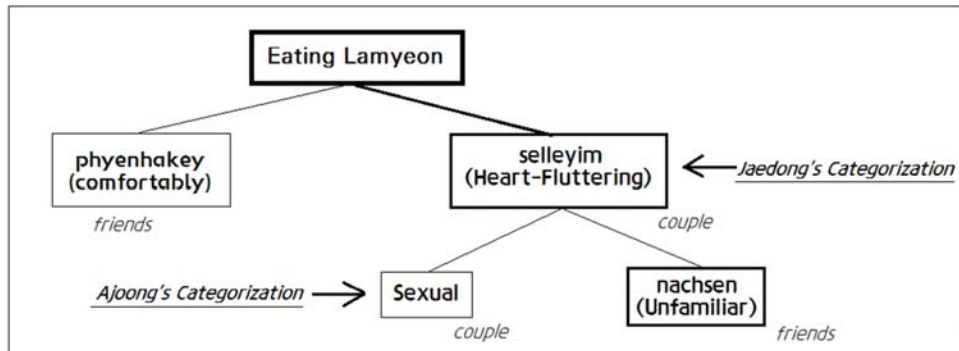 Eating Lamyeon
phyenhakey
(comfortably)
friends
selleyim
(Heart-Fluttering)
couple
Jaedong's Categorization
Ajoong's Categorization
Sexual
couple
nachsen
(Unfamiliar)
friends